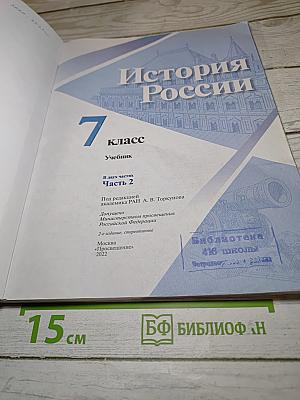 История
России
7 класс
Учебник
В двух частях
Часть 2
Под редакцией
академика РАН А. В. Торкунова
Допущено
Министерством просвещения
Российской Федерации
2-е издание, стереотипное
Москва
«Просвещение»
2022
Библиотека
416 школы
15 см
БФ БИБЛИОФАН